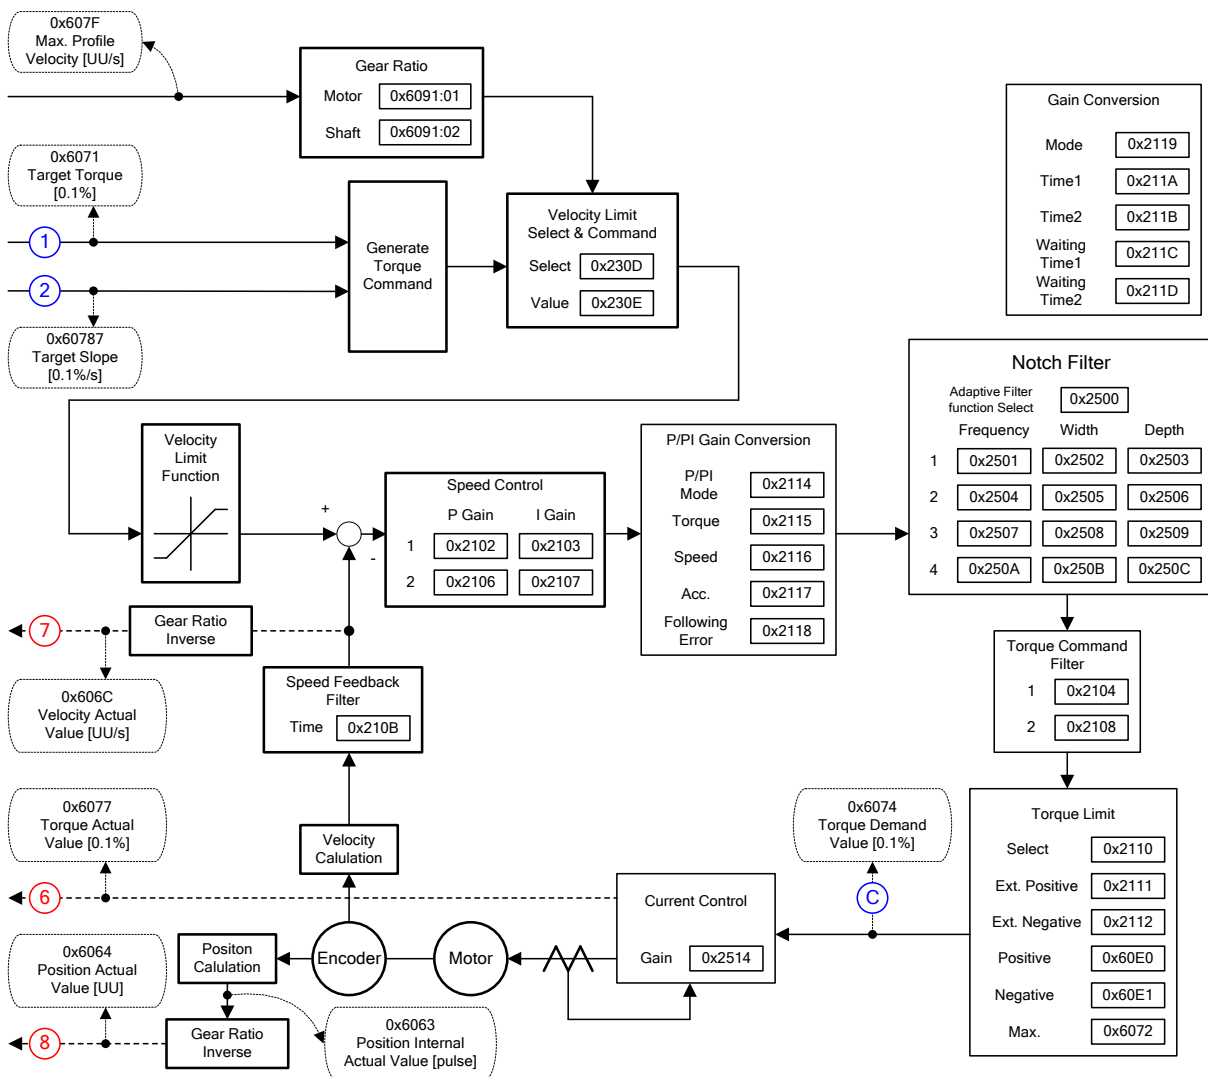 0x607F
Max. Profile
Velocity [UU/s]
Gear Ratio
Motor 0x6091:01
Shaft 0x6091:02
Gain Conversion
Mode 0x2119
Time1 0x211A
Time2 0x211B
Waiting
Time1 0x211C
Waiting
Time2 0x211D
0x6071
Target Torque
[0.1%]
1
2
0x60787
Target Slope
[0.1%/s]
Generate
Torque
Command
Velocity Limit
Select & Command
Select 0x230D
Value 0x230E
Notch Filter
Adaptive Filter
function Select 0x2500
Frequency Width Depth
1 0x2501 0x2502 0x2503
2 0x2504 0x2505 0x2506
3 0x2507 0x2508 0x2509
4 0x250A 0x250B 0x250C
Velocity
Limit
Function
+
-
Speed Control
P Gain I Gain
1 0x2102 0x2103
2 0x2106 0x2107
P/PI Gain Conversion
P/PI
Mode 0x2114
Torque 0x2115
Speed 0x2116
Acc. 0x2117
Following
Error 0x2118
7
Gear Ratio
Inverse
0x606C
Velocity Actual
Value [UU/s]
Speed Feedback
Filter
Time 0x210B
Torque Command
Filter
1 0x2104
2 0x2108
0x6077
Torque Actual
Value [0.1%]
Velocity
Calulation
0x6074
Torque Demand
Value [0.1%]
Torque Limit
Select 0x2110
Ext. Positive 0x2111
Ext. Negative 0x2112
Positive 0x60E0
Negative 0x60E1
Max. 0x6072
6
C
Current Control
Gain 0x2514
0x6064
Position Actual
Value [UU]
Positon
Calulation
Encoder
Motor
8
Gear Ratio
Inverse
0x6063
Position Internal
Actual Value [pulse]